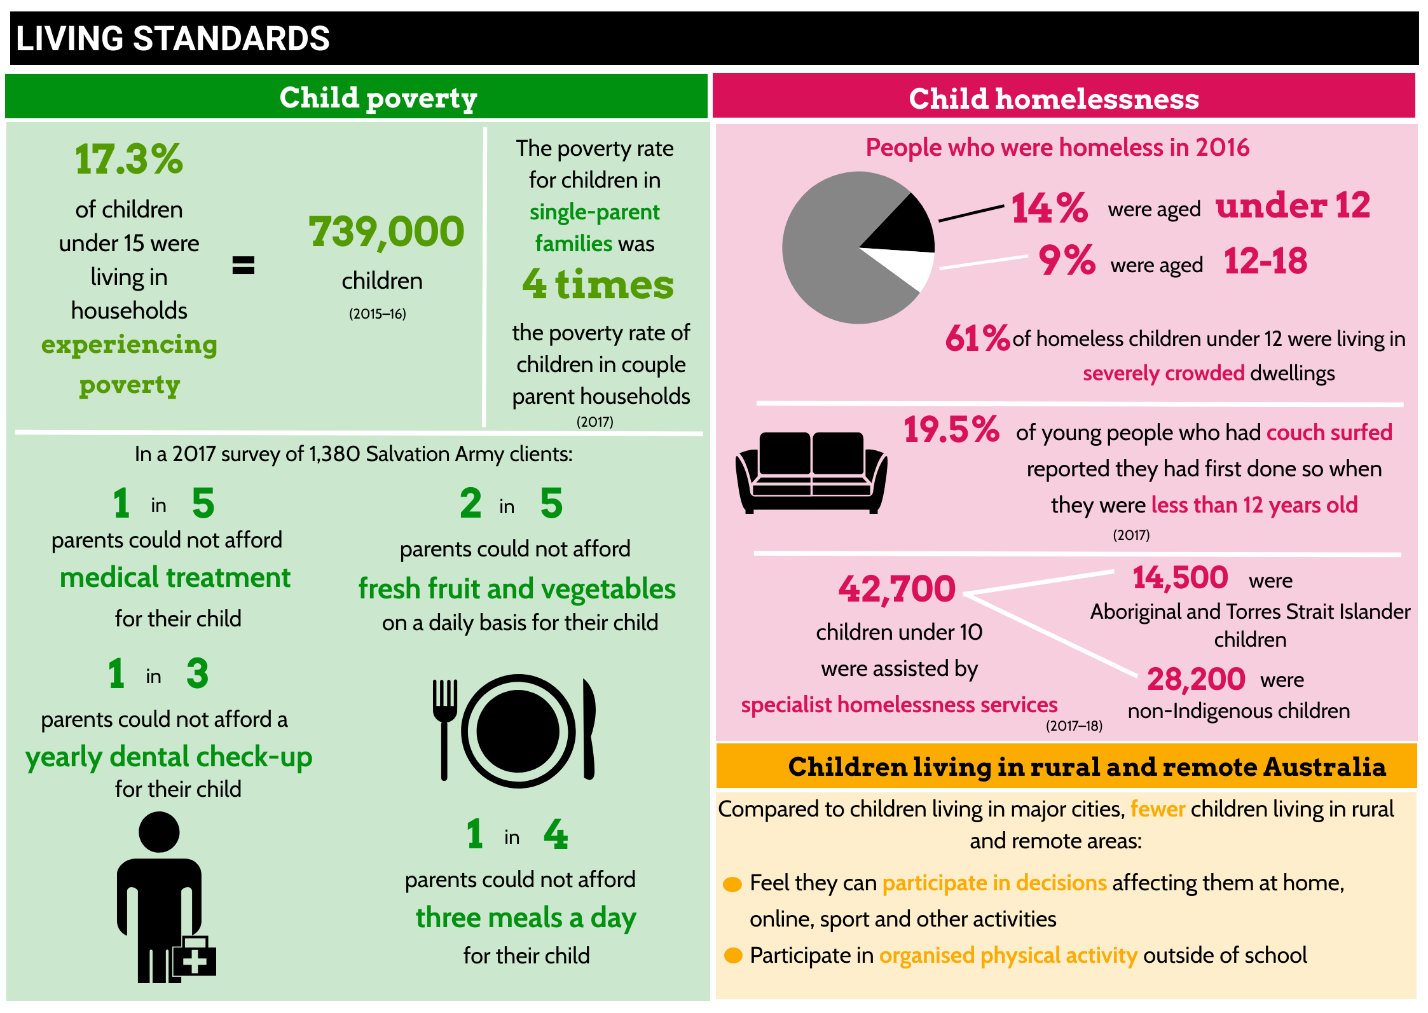 LIVING STANDARDS
Child poverty
17.3%
of children
under 15 were
living in
households
experiencing
poverty
=
739,000
children
(2015–16)
The poverty rate
for children in
single-parent
families was
4 times
the poverty rate of
children in couple
parent households
(2017)
In a 2017 survey of 1,380 Salvation Army clients:
1 in 5
parents could not afford
medical treatment
for their child
2 in 5
parents could not afford
fresh fruit and vegetables
on a daily basis for their child
1 in 3
parents could not afford a
yearly dental check-up
for their child
1 in 4
parents could not afford
three meals a day
for their child
Child homelessness
People who were homeless in 2016
14% were aged under 12
9% were aged 12-18
61% of homeless children under 12 were living in
severely crowded dwellings
19.5% of young people who had couch surfed
reported they had first done so when
they were less than 12 years old
(2017)
42,700
children under 10
were assisted by
specialist homelessness services
(2017–18)
14,500 were
Aboriginal and Torres Strait Islander
children
28,200 were
non-Indigenous children
Children living in rural and remote Australia
Compared to children living in major cities, fewer children living in rural
and remote areas:
Feel they can participate in decisions affecting them at home,
online, sport and other activities
Participate in organised physical activity outside of school